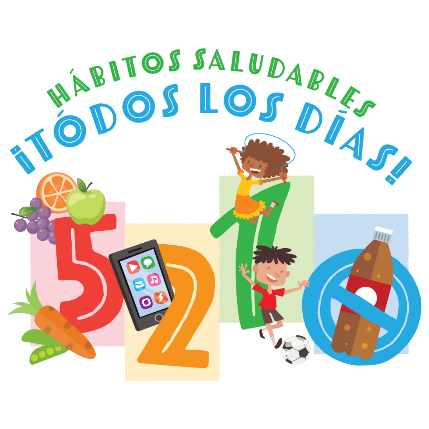 HÁBITOS SALUDABLES
¡TÓDOS LOS DÍAS!
5210